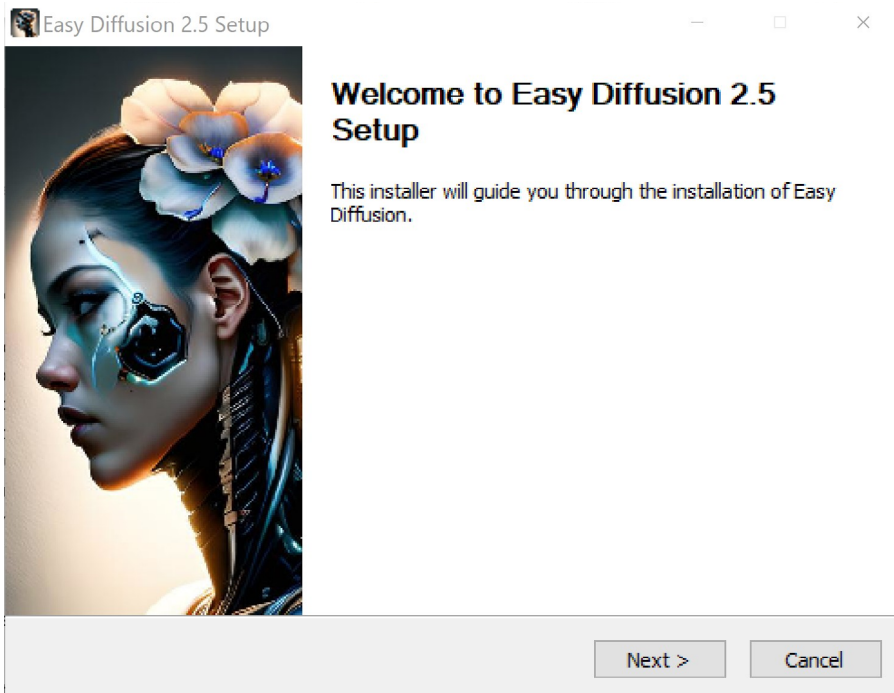 Easy Diffusion 2.5 Setup
Welcome to Easy Diffusion 2.5
Setup
This installer will guide you through the installation of Easy
Diffusion.
Next >
Cancel